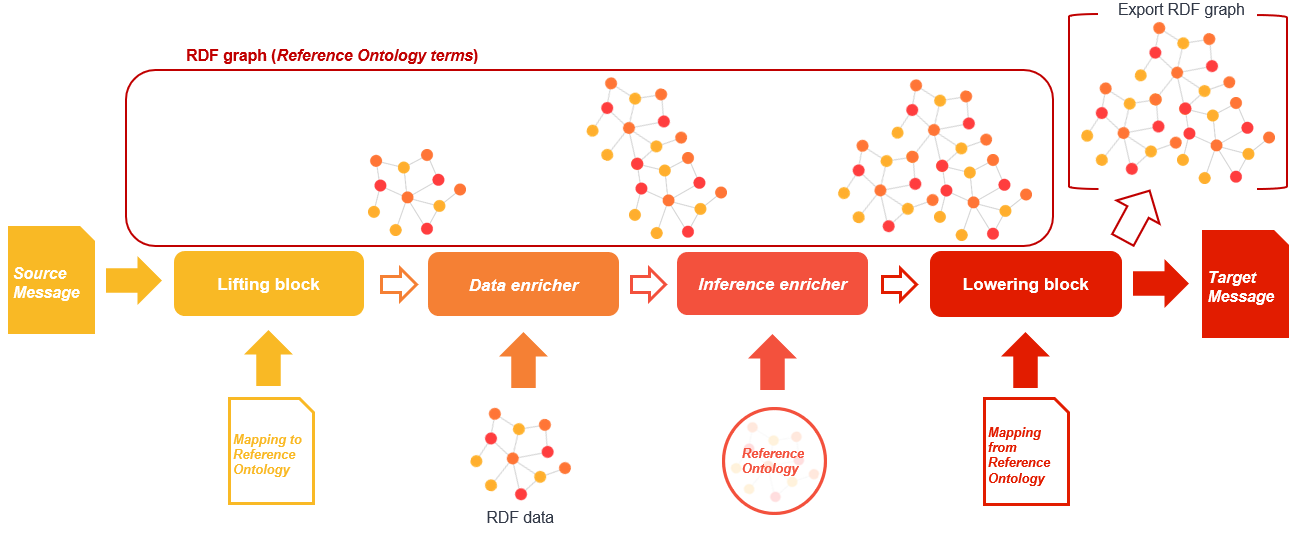 Export RDF graph
RDF graph (Reference Ontology terms)
Source
Message
Lifting block
Data enricher
Inference enricher
Lowering block
Target
Message
Mapping to
Reference
Ontology
RDF data
Reference
Ontology
Mapping
from
Reference
Ontology